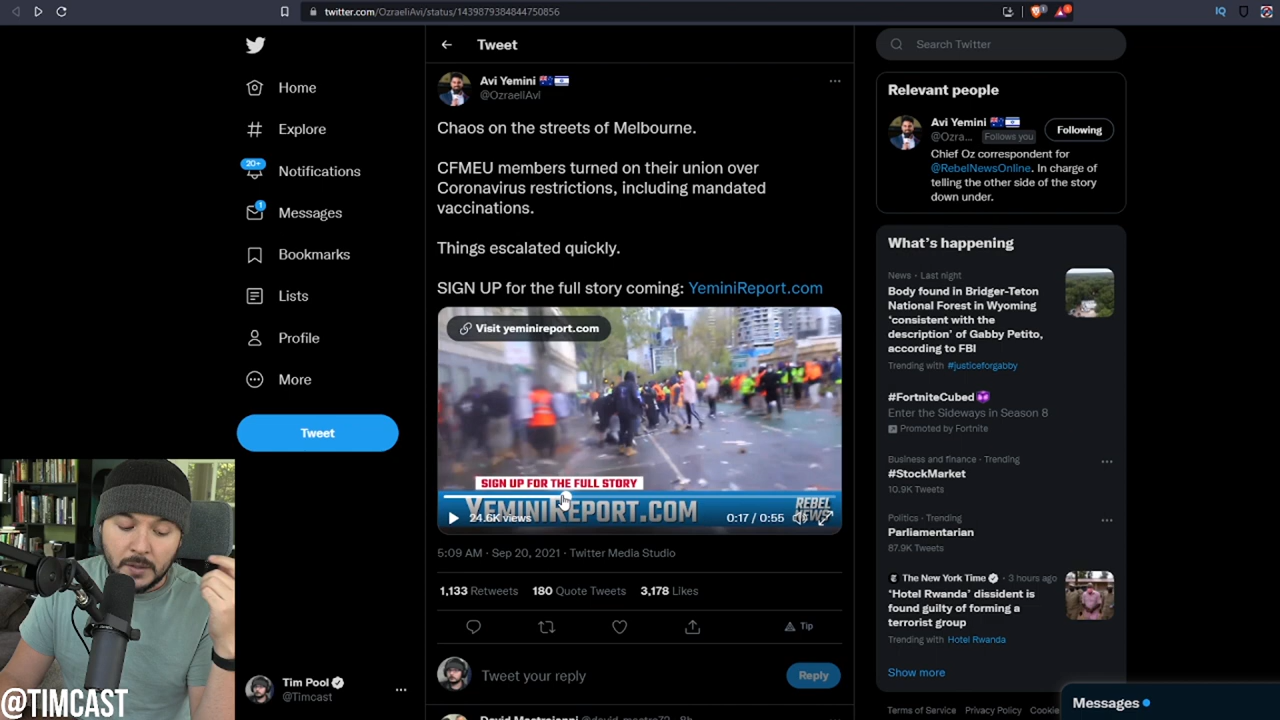 twitter.com/OzraeliAvi/status/1439879384844750856
Home
Explore
20+
Notifications
1
Messages
Bookmarks
Lists
Profile
More
Tweet
Tim Pool
@Timcast
@TIMCAST
Tweet
Avi Yemini
@OzraeliAvi
Chaos on the streets of Melbourne.
CFMEU members turned on their union over
Coronavirus restrictions, including mandated
vaccinations.
Things escalated quickly.
SIGN UP for the full story coming: YeminiReport.com
Visit yeminireport.com
SIGN UP FOR THE FULL STORY
YEMINIREPORT.COM
REBEL
NEWS
24.6K views
0:17 / 0:55
5:09 AM · Sep 20, 2021 · Twitter Media Studio
1,133 Retweets 180 Quote Tweets 3,178 Likes
Tip
Tweet your reply
Reply
Search Twitter
Relevant people
Avi Yemini
@Ozra... Follows you
Following
Chief Oz correspondent for
@RebelNewsOnline. In charge of
telling the other side of the story
down under.
What's happening
News · Last night
Body found in Bridger-Teton
National Forest in Wyoming
'consistent with the
description' of Gabby Petito,
according to FBI
Trending with #justiceforgabby
#FortniteCubed
Enter the Sideways in Season 8
Promoted by Fortnite
Business and finance · Trending
#StockMarket
10.9K Tweets
Politics · Trending
Parliamentarian
87.9K Tweets
The New York Time · 3 hours ago
'Hotel Rwanda' dissident is
found guilty of forming a
terrorist group
Trending with Hotel Rwanda
Show more
Terms of Service Privacy Policy Cookie
Messages
IQ